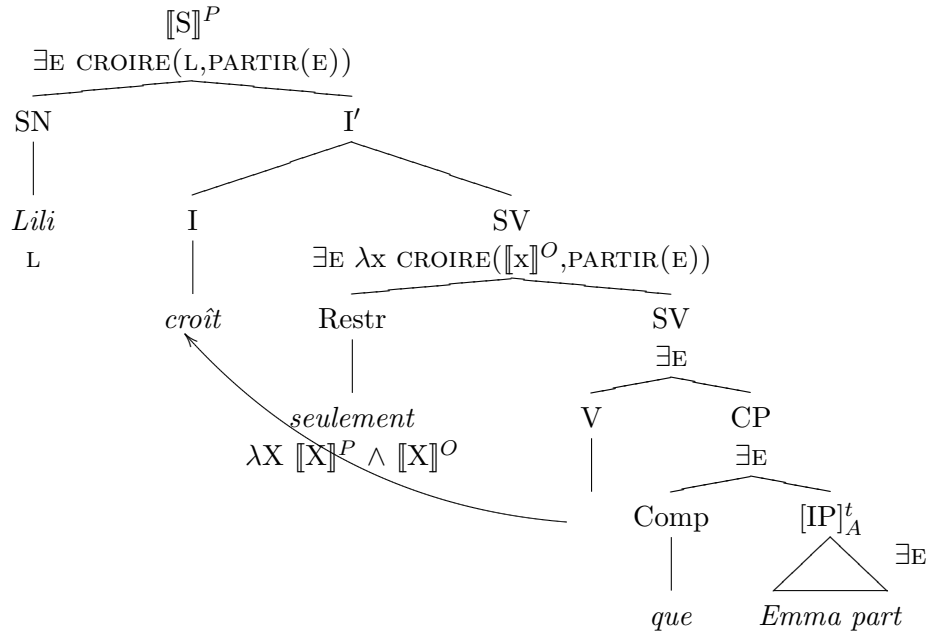 ⟦S⟧^P
∃E CROIRE(L,PARTIR(E))
SN I′
Lili I SV
L ∃E λx CROIRE(⟦x⟧^O,PARTIR(E))
croît Restr SV
∃E
seulement V CP
λX ⟦X⟧^P ∧ ⟦X⟧^O ∃E
Comp [IP]^t_A
∃E
que Emma part